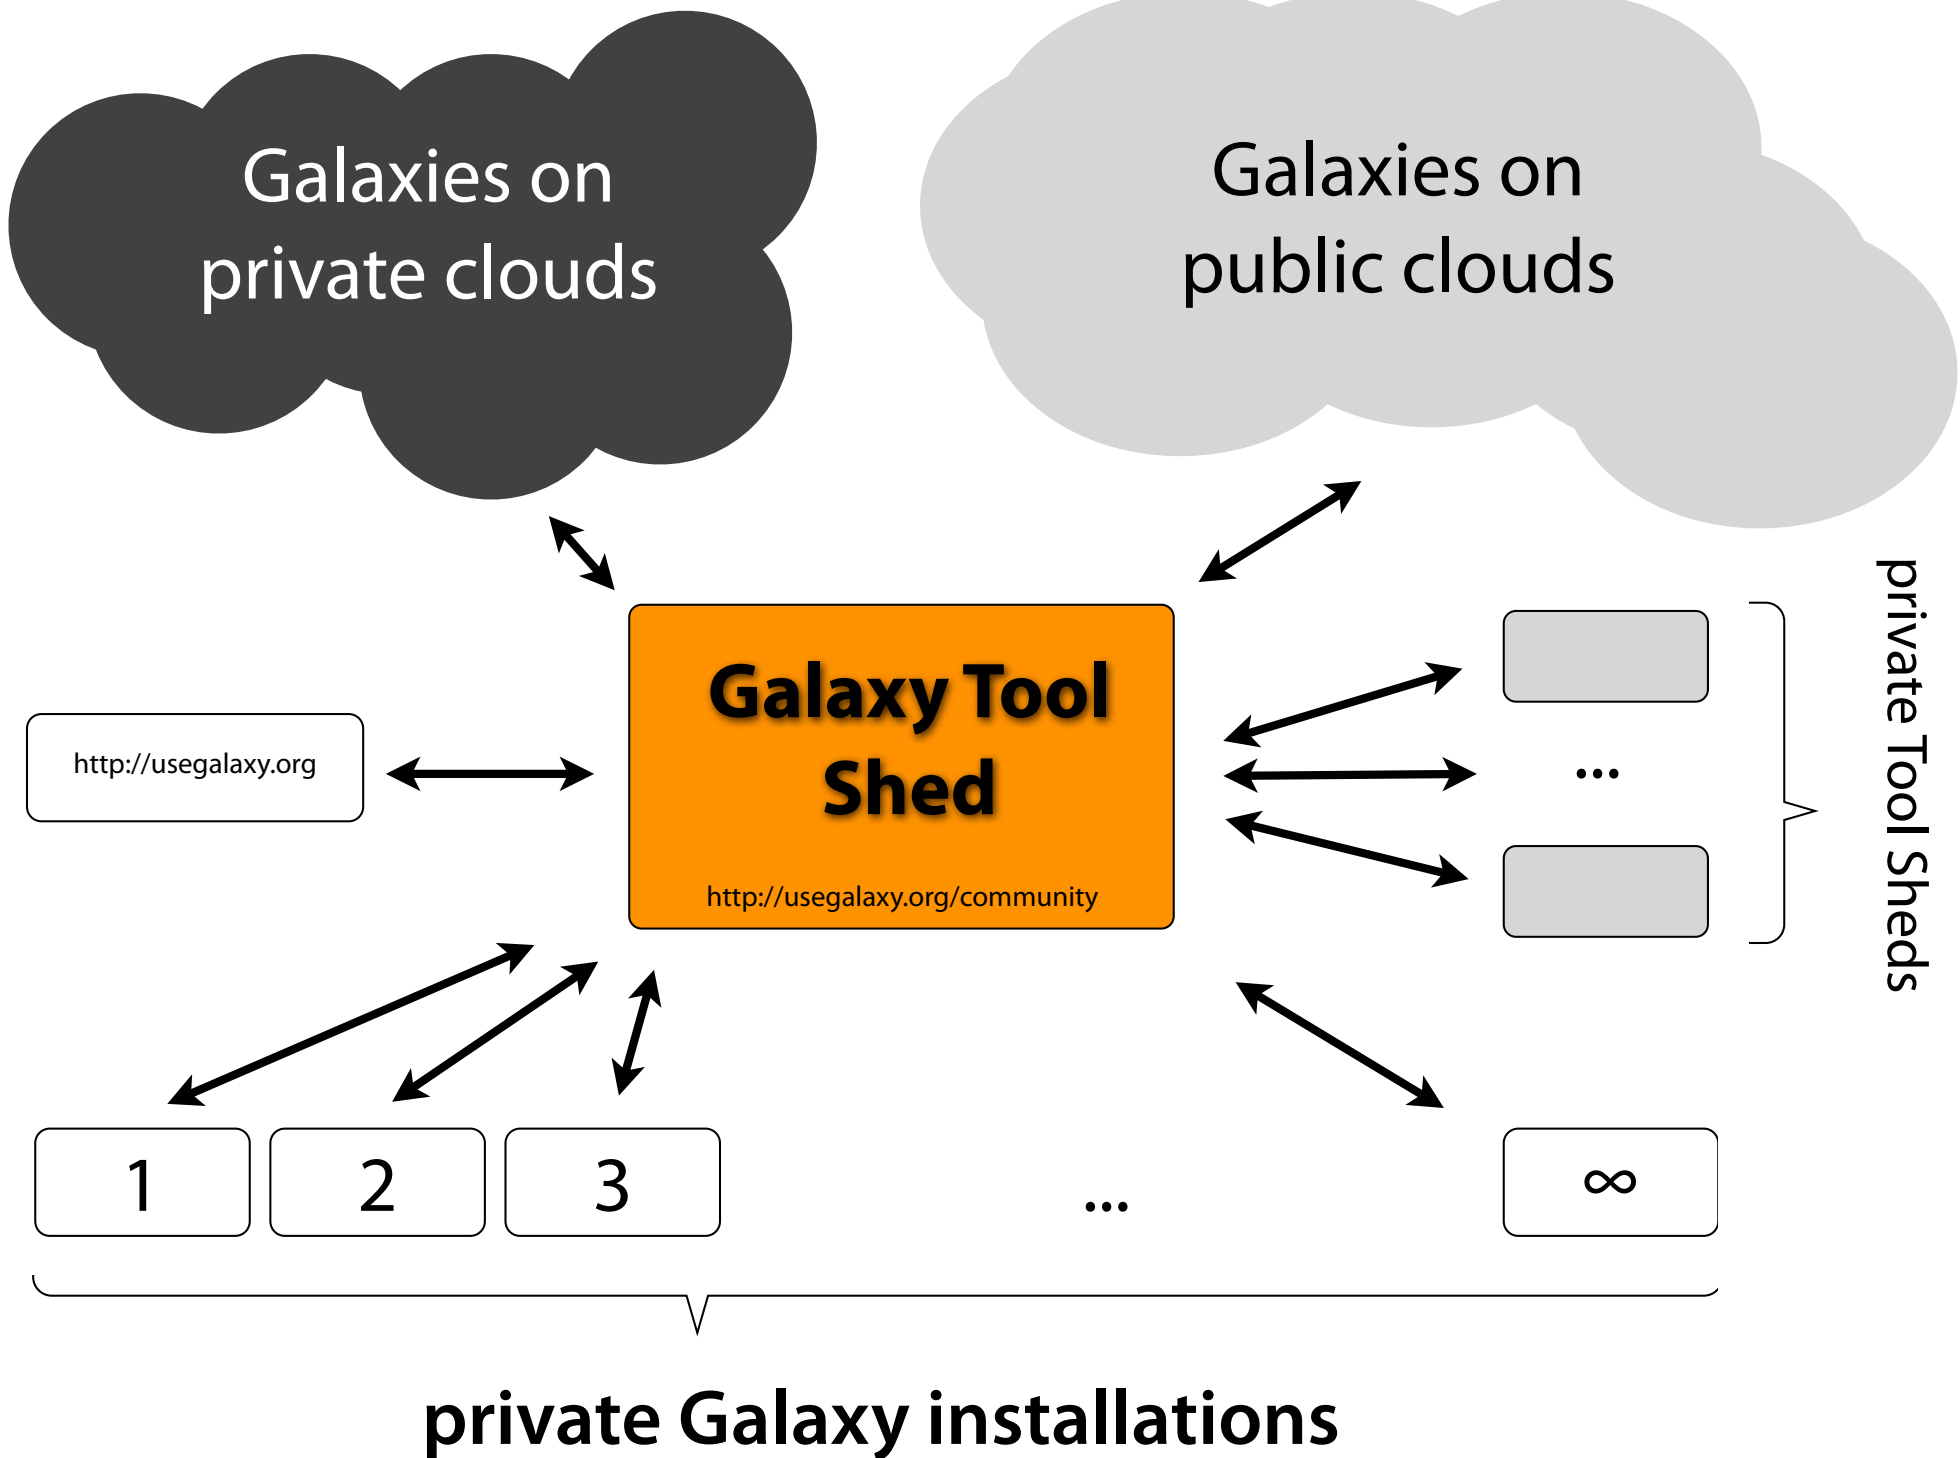 Galaxies on
private clouds
Galaxies on
public clouds
http://usegalaxy.org
Galaxy Tool
Shed
http://usegalaxy.org/community
...
private Tool Sheds
1
2
3
...
∞
private Galaxy installations